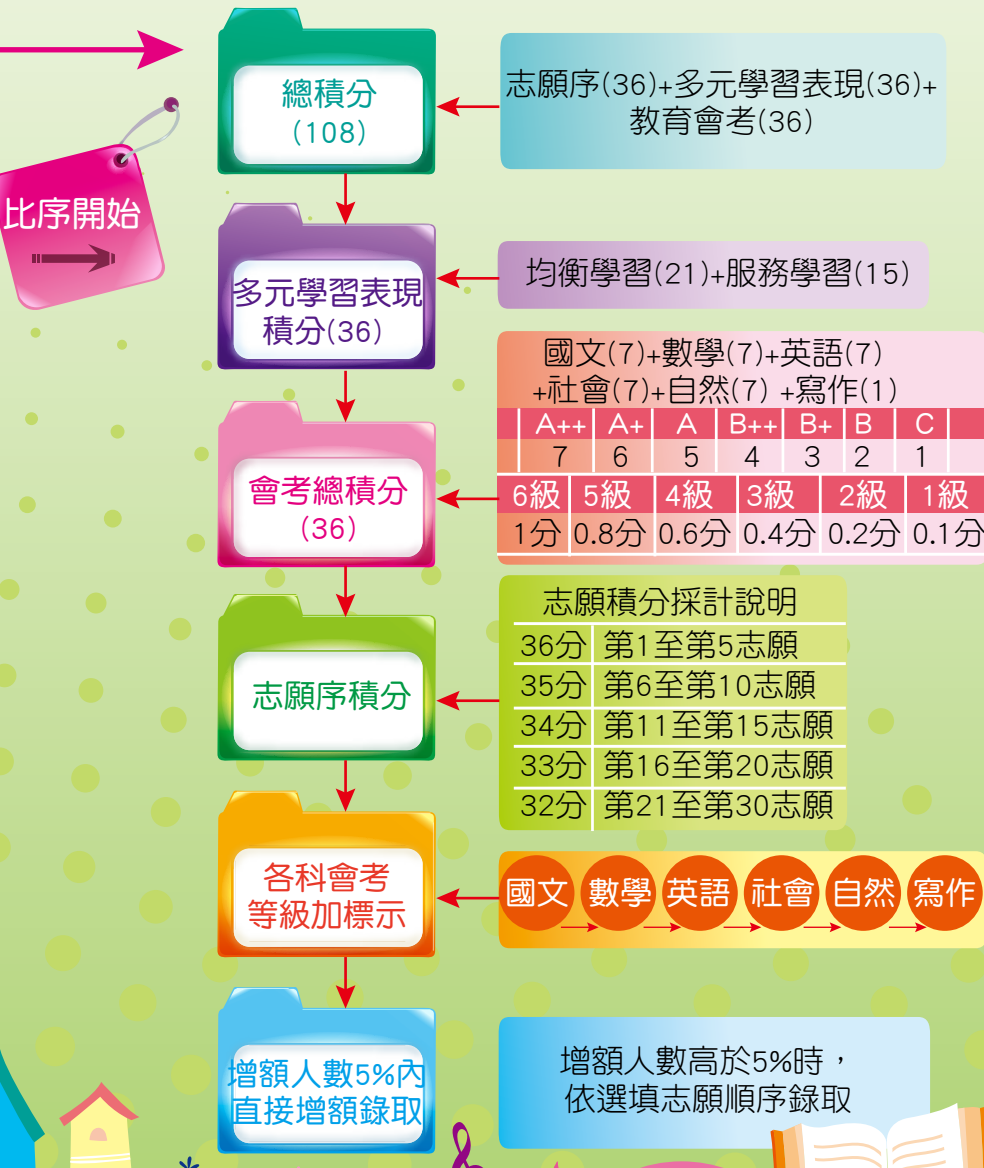 比序開始
總積分
(108)
志願序(36)+多元學習表現(36)+
教育會考(36)
多元學習表現
積分(36)
均衡學習(21)+服務學習(15)
會考總積分
(36)
國文(7)+數學(7)+英語(7)
+社會(7)+自然(7) +寫作(1)
A++ A+ A B++ B+ B C
7 6 5 4 3 2 1
6級 5級 4級 3級 2級 1級
1分 0.8分 0.6分 0.4分 0.2分 0.1分
志願序積分
志願積分採計說明
36分 第1至第5志願
35分 第6至第10志願
34分 第11至第15志願
33分 第16至第20志願
32分 第21至第30志願
各科會考
等級加標示
國文 數學 英語 社會 自然 寫作
增額人數5%內
直接增額錄取
增額人數高於5%時，
依選填志願順序錄取